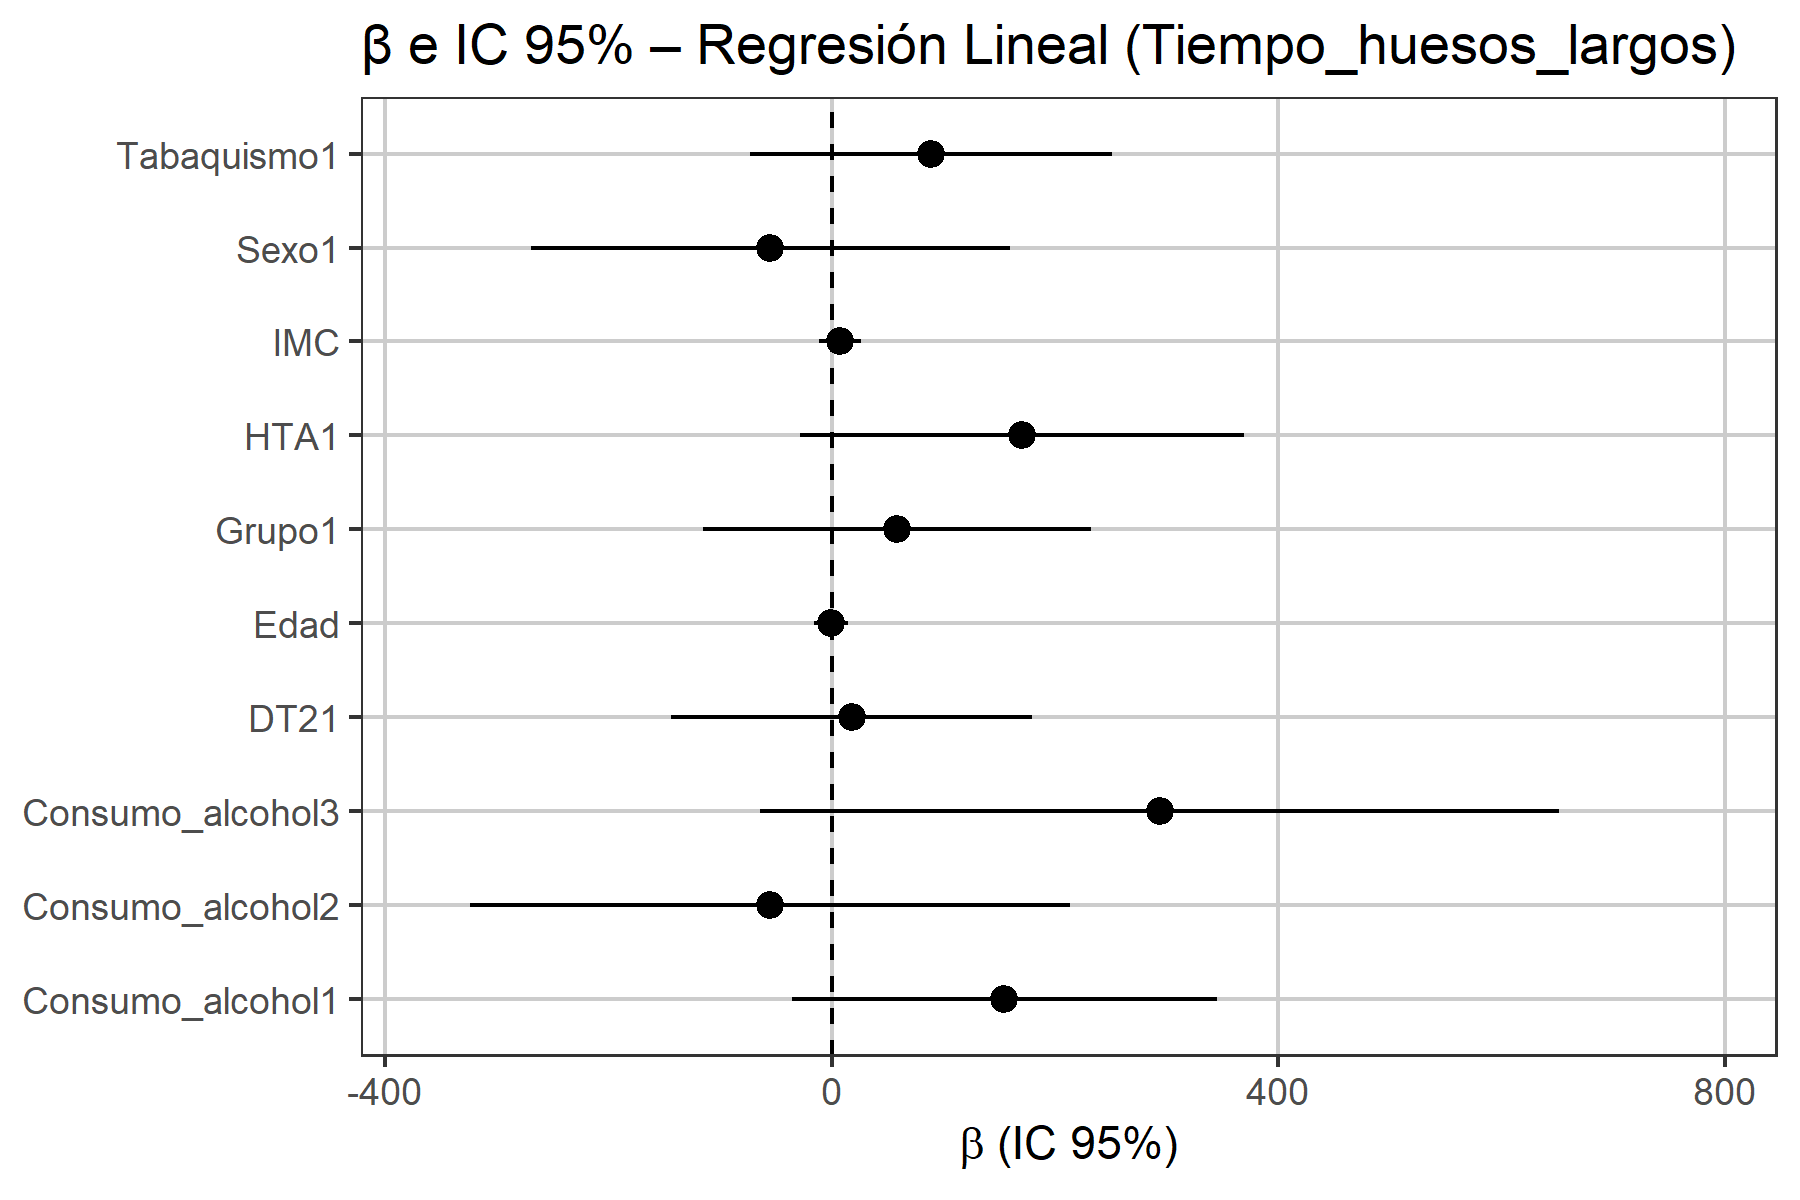 β e IC 95% – Regresión Lineal (Tiempo_huesos_largos)
Tabaquismo1
Sexo1
IMC
HTA1
Grupo1
Edad
DT21
Consumo_alcohol3
Consumo_alcohol2
Consumo_alcohol1
-400 0 400 800
β (IC 95%)